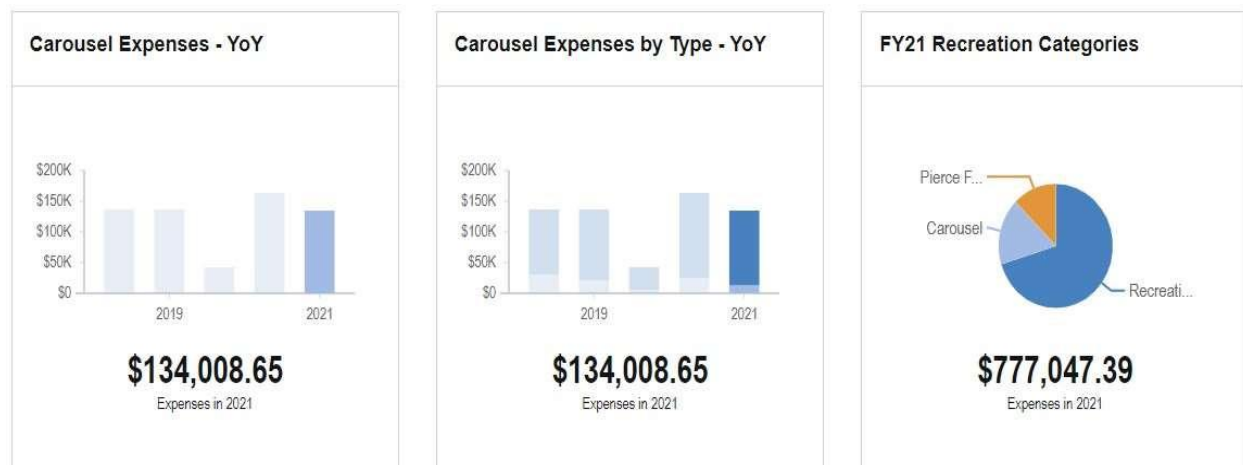 Carousel Expenses - YoY
$200K
$150K
$100K
$50K
$0
2019
2021
$134,008.65
Expenses in 2021
Carousel Expenses by Type - YoY
$200K
$150K
$100K
$50K
$0
2019
2021
$134,008.65
Expenses in 2021
FY21 Recreation Categories
Pierce F...
Carousel
Recreati...
$777,047.39
Expenses in 2021